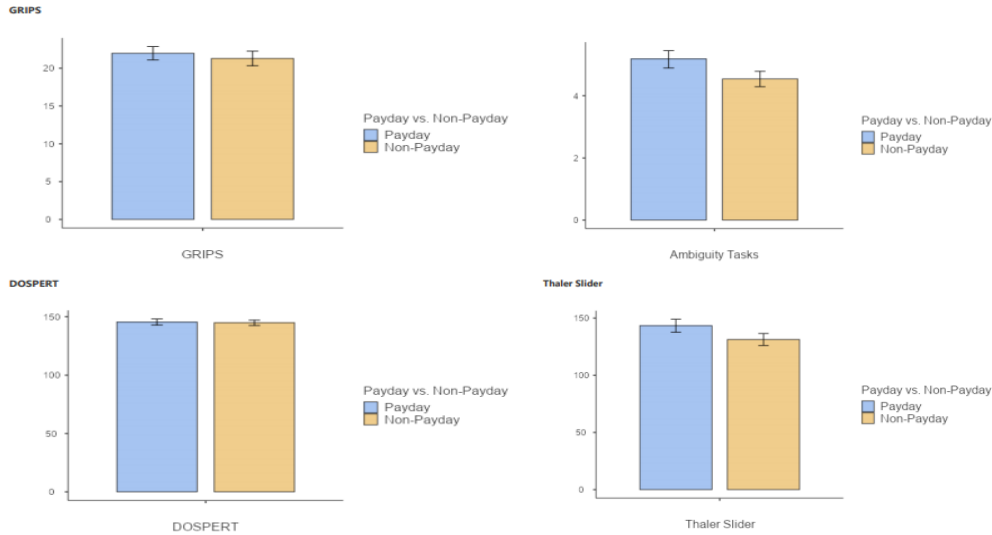 GRIPS
20
15
10
5
0
Payday vs. Non-Payday
Payday
Non-Payday
GRIPS
4
2
0
Payday vs. Non-Payday
Payday
Non-Payday
Ambiguity Tasks
DOSPERT
150
100
50
0
Payday vs. Non-Payday
Payday
Non-Payday
DOSPERT
Thaler Slider
150
100
50
0
Payday vs. Non-Payday
Payday
Non-Payday
Thaler Slider